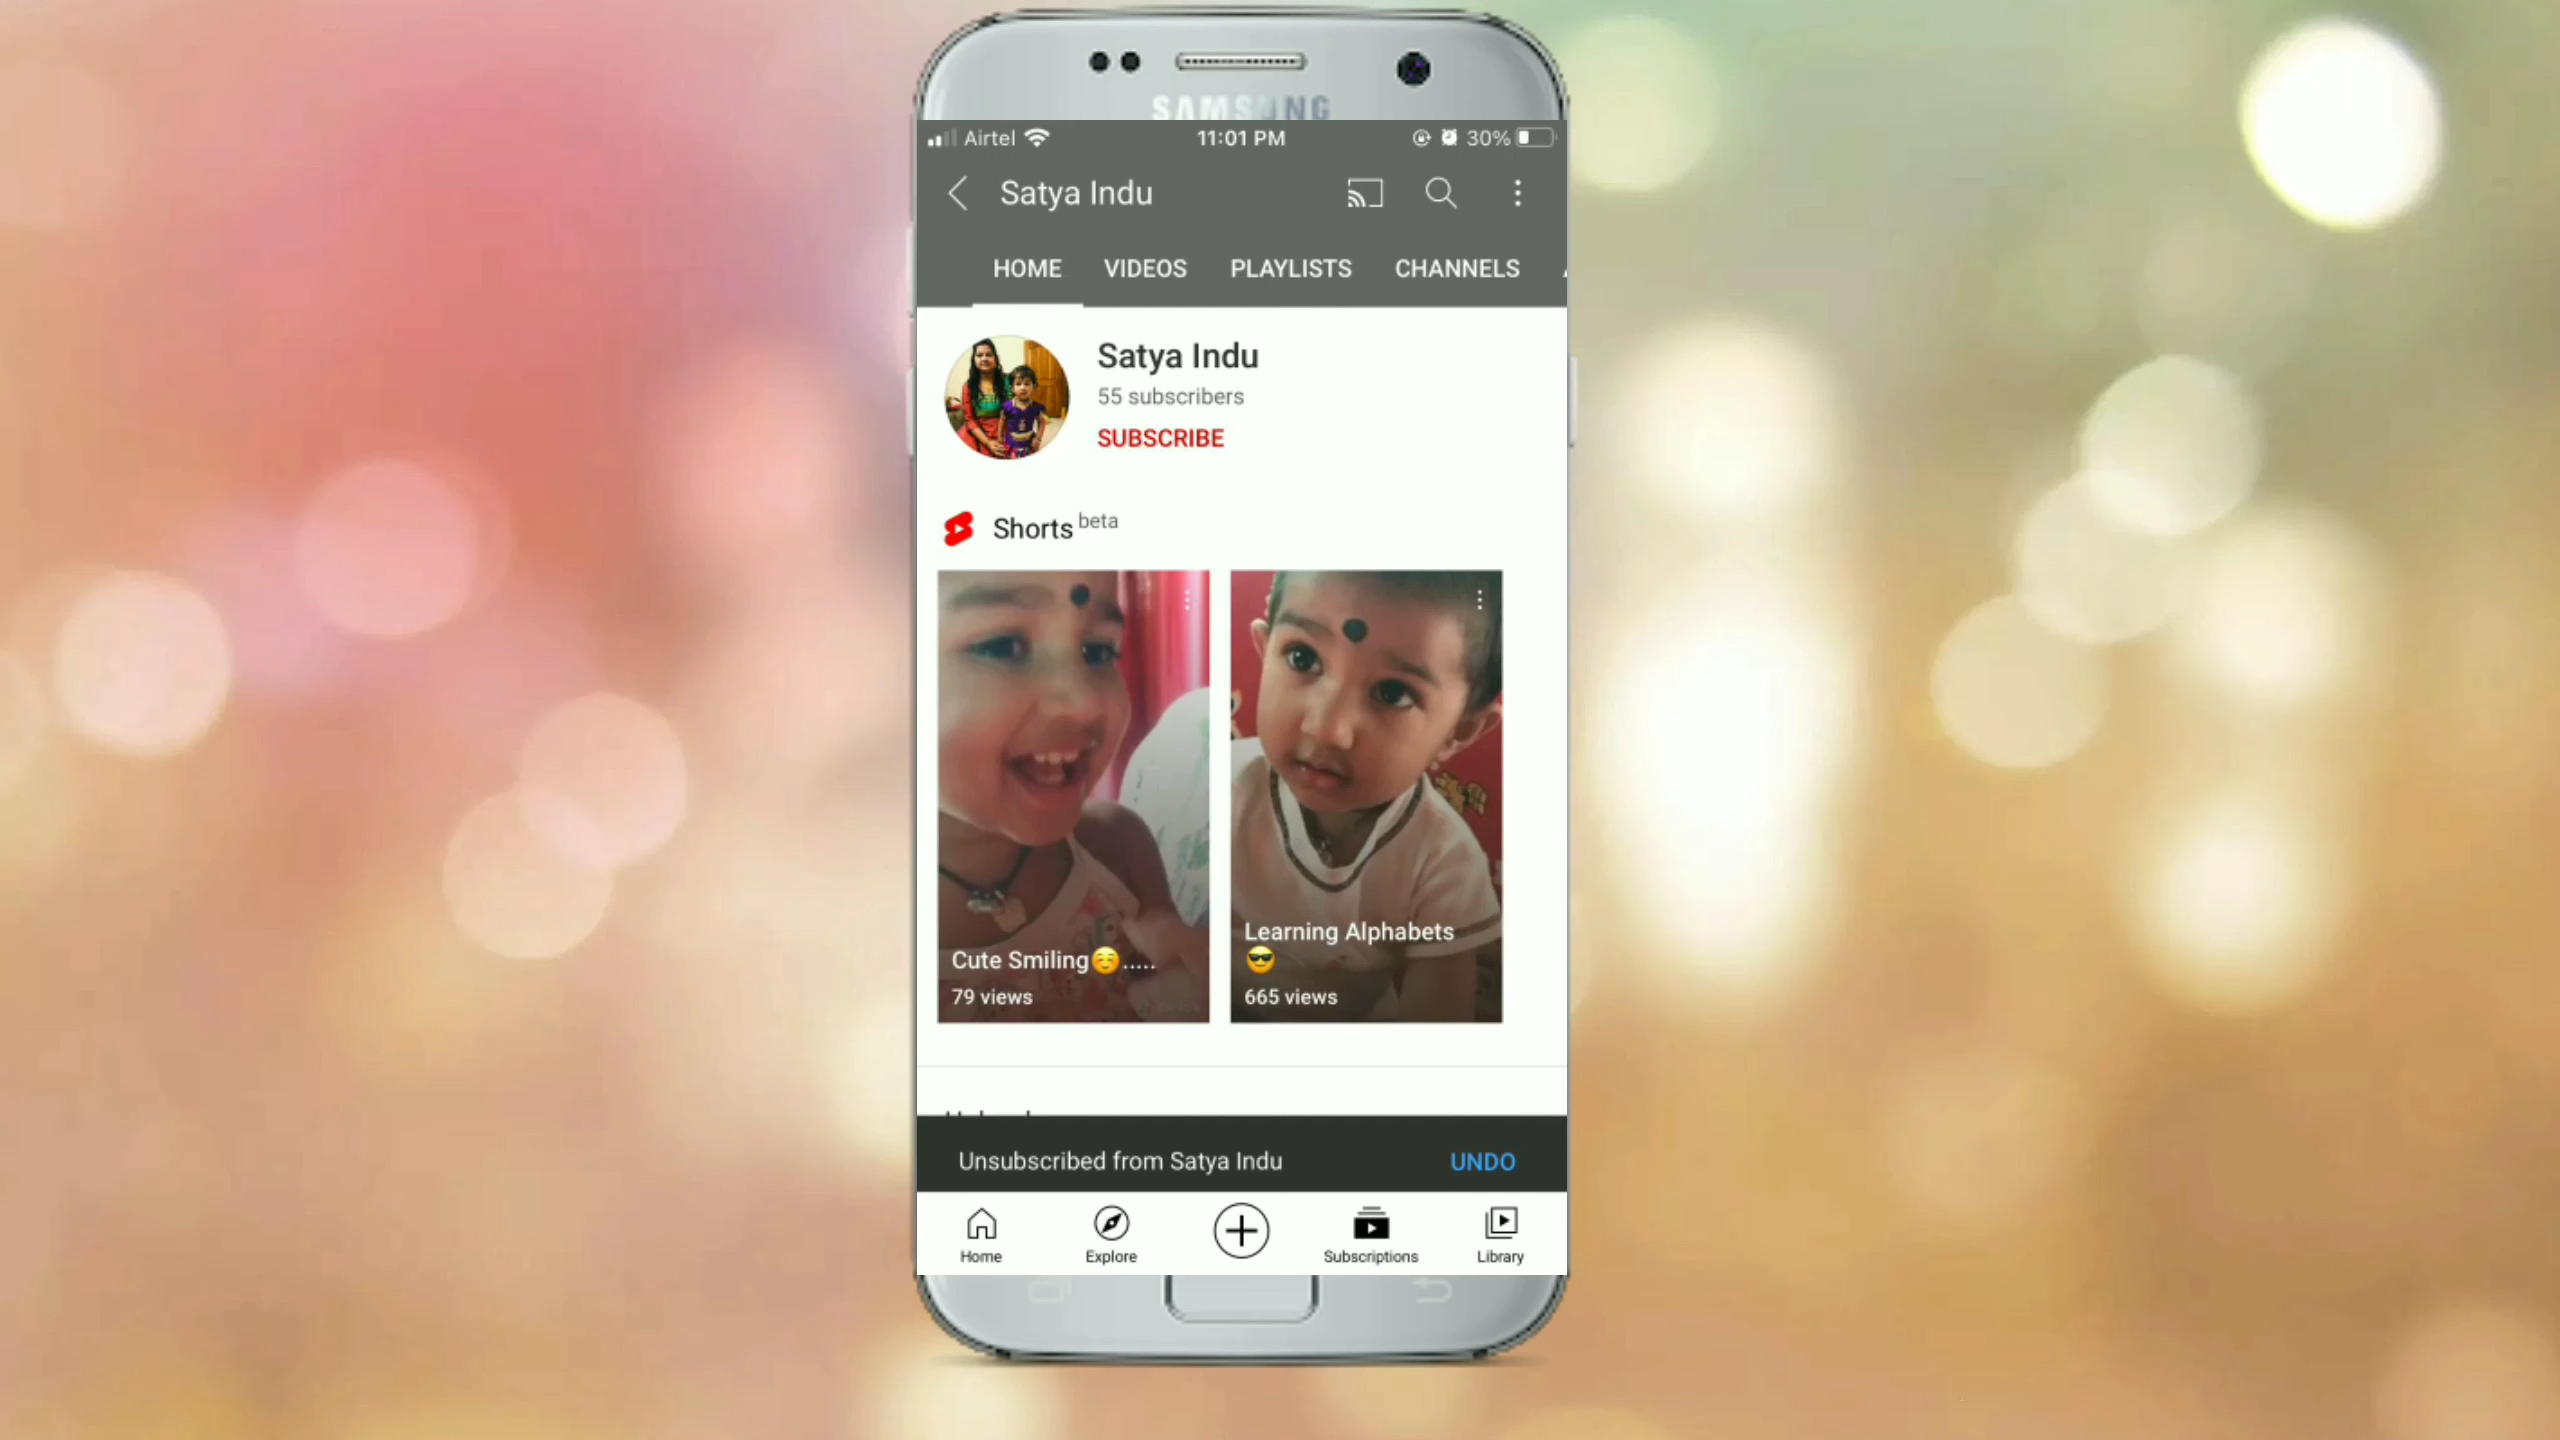 SAMSUNG
Airtel 11:01 PM 30%
Satya Indu
HOME VIDEOS PLAYLISTS CHANNELS
Satya Indu
55 subscribers
SUBSCRIBE
Shorts beta
Cute Smiling☺️.....
79 views
Learning Alphabets
😎
665 views
Unsubscribed from Satya Indu UNDO
Home Explore Subscriptions Library